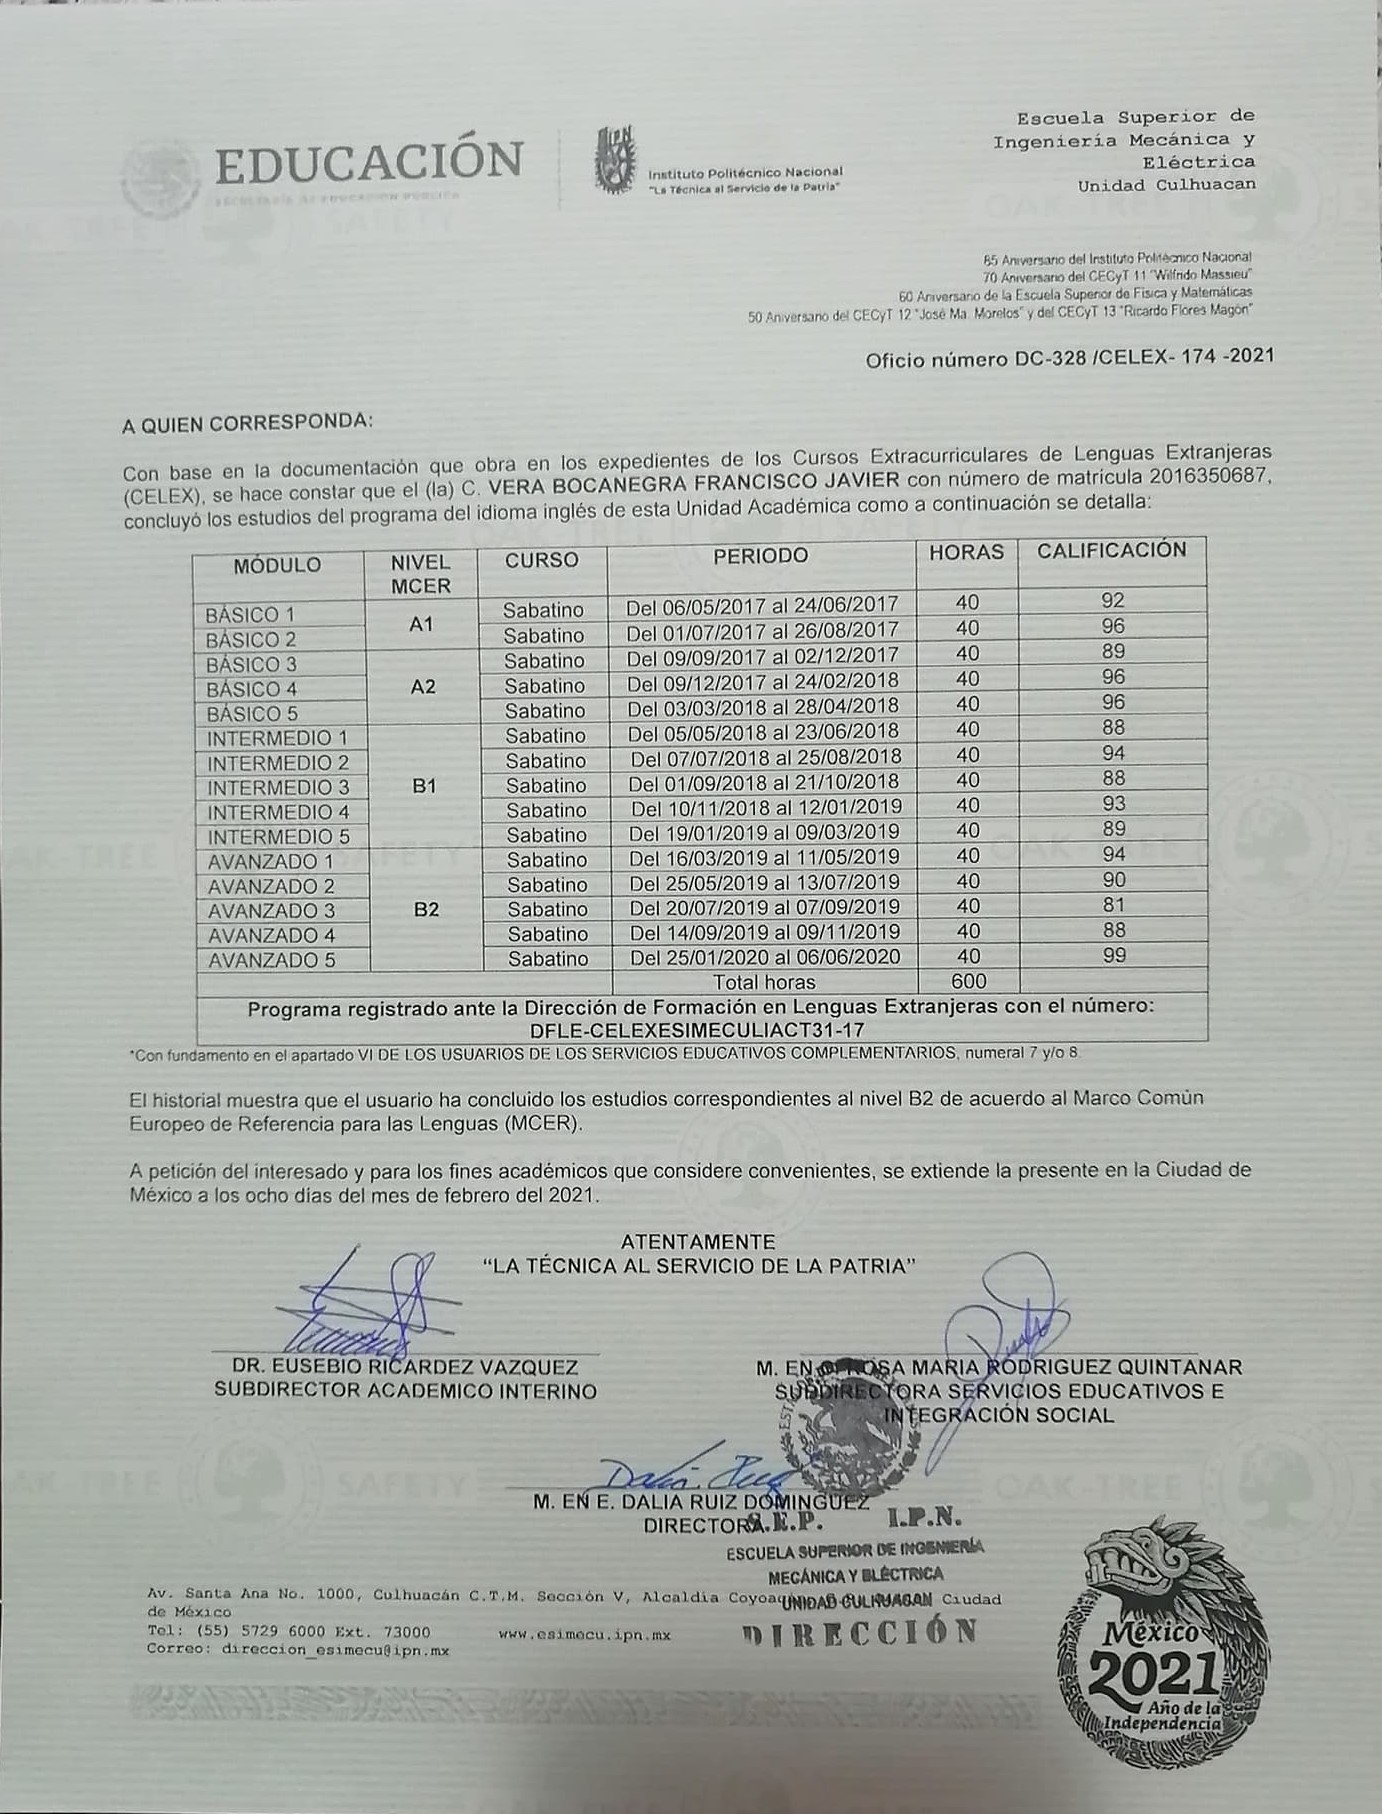 EDUCACIÓN
SECRETARÍA DE EDUCACIÓN PÚBLICA
IPN
Instituto Politécnico Nacional
"La Técnica al Servicio de la Patria"
Escuela Superior de
Ingeniería Mecánica y
Eléctrica
Unidad Culhuacan
85 Aniversario del Instituto Politécnico Nacional
70 Aniversario del CECyT 11 "Wilfrido Massieu"
60 Aniversario de la Escuela Superior de Física y Matemáticas
50 Aniversario del CECyT 12 "José Ma. Morelos" y del CECyT 13 "Ricardo Flores Magón"
Oficio número DC-328 /CELEX- 174 -2021
A QUIEN CORRESPONDA:
Con base en la documentación que obra en los expedientes de los Cursos Extracurriculares de Lenguas Extranjeras
(CELEX), se hace constar que el (la) C. VERA BOCANEGRA FRANCISCO JAVIER con número de matrícula 2016350687,
concluyó los estudios del programa del idioma inglés de esta Unidad Académica como a continuación se detalla:
MÓDULO NIVEL MCER CURSO PERIODO HORAS CALIFICACIÓN
BÁSICO 1 A1 Sabatino Del 06/05/2017 al 24/06/2017 40 92
BÁSICO 2 Sabatino Del 01/07/2017 al 26/08/2017 40 96
BÁSICO 3 Sabatino Del 09/09/2017 al 02/12/2017 40 89
BÁSICO 4 A2 Sabatino Del 09/12/2017 al 24/02/2018 40 96
BÁSICO 5 Sabatino Del 03/03/2018 al 28/04/2018 40 96
INTERMEDIO 1 Sabatino Del 05/05/2018 al 23/06/2018 40 88
INTERMEDIO 2 Sabatino Del 07/07/2018 al 25/08/2018 40 94
INTERMEDIO 3 B1 Sabatino Del 01/09/2018 al 21/10/2018 40 88
INTERMEDIO 4 Sabatino Del 10/11/2018 al 12/01/2019 40 93
INTERMEDIO 5 Sabatino Del 19/01/2019 al 09/03/2019 40 89
AVANZADO 1 Sabatino Del 16/03/2019 al 11/05/2019 40 94
AVANZADO 2 Sabatino Del 25/05/2019 al 13/07/2019 40 90
AVANZADO 3 B2 Sabatino Del 20/07/2019 al 07/09/2019 40 81
AVANZADO 4 Sabatino Del 14/09/2019 al 09/11/2019 40 88
AVANZADO 5 Sabatino Del 25/01/2020 al 06/06/2020 40 99
Total horas 600
Programa registrado ante la Dirección de Formación en Lenguas Extranjeras con el número:
DFLE-CELEXESIMECULIACT31-17
*Con fundamento en el apartado VI DE LOS USUARIOS DE LOS SERVICIOS EDUCATIVOS COMPLEMENTARIOS, numeral 7 y/o 8.
El historial muestra que el usuario ha concluido los estudios correspondientes al nivel B2 de acuerdo al Marco Común
Europeo de Referencia para las Lenguas (MCER).
A petición del interesado y para los fines académicos que considere convenientes, se extiende la presente en la Ciudad de
México a los ocho días del mes de febrero del 2021.
ATENTAMENTE
"LA TÉCNICA AL SERVICIO DE LA PATRIA"
DR. EUSEBIO RICARDEZ VAZQUEZ
SUBDIRECTOR ACADEMICO INTERINO
M. EN ROSA MARIA RODRIGUEZ QUINTANAR
SUBDIRECTORA SERVICIOS EDUCATIVOS E
INTEGRACIÓN SOCIAL
Dalia Ruiz
M. EN E. DALIA RUIZ DOMINGUEZ
DIRECTORA
S.E.P. I.P.N.
ESCUELA SUPERIOR DE INGENIERÍA
MECÁNICA Y ELÉCTRICA
UNIDAD CULHUACAN
DIRECCIÓN
Av. Santa Ana No. 1000, Culhuacán C.T.M. Sección V, Alcaldía Ciudad
de México
Tel: (55) 5729 6000 Ext. 73000 www.esimecu.ipn.mx
Correo: direccion_esimecu@ipn.mx
México
2021
Año de la
Independencia
OAK TREE SAFETY